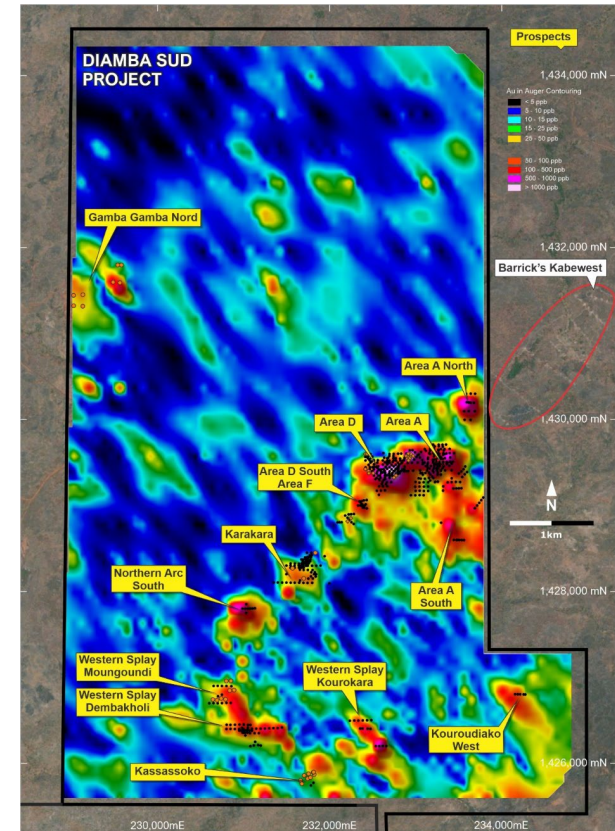 DIAMBA SUD
PROJECT
Prospects
1,434,000 mN
Au in Auger Contouring
< 5 ppb
5 - 10 ppb
10 - 15 ppb
15 - 25 ppb
25 - 50 ppb
50 - 100 ppb
100 - 500 ppb
500 - 1000 ppb
> 1000 ppb
Gamba Gamba Nord
1,432,000 mN
Barrick's Kabewest
Area A North
1,430,000 mN
Area D
Area A
Area D South
Area F
N
1km
Karakara
Northern Arc
South
Area A
South
1,428,000 mN
Western Splay
Moungoundi
Western Splay
Kourokara
Western Splay
Dembakholi
Kouroudiako
West
Kassassoko
1,426,000 mN
230,000mE
232,000mE
234,000mE